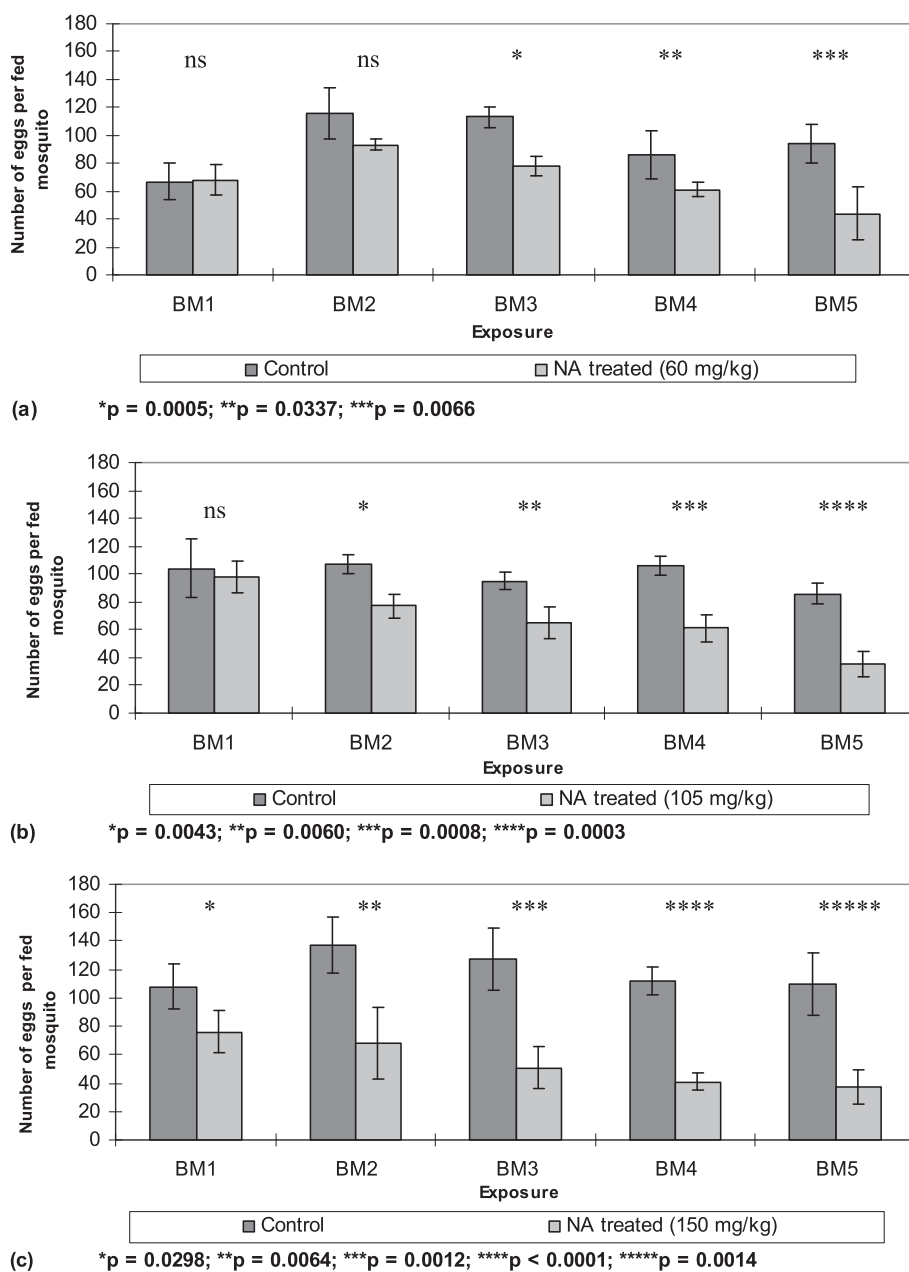 180
160
140
120
100
80
60
40
20
0
Number of eggs per fed
mosquito
ns ns * ** ***
BM1 BM2 BM3 BM4 BM5
Exposure
Control NA treated (60 mg/kg)
(a) *p = 0.0005; **p = 0.0337; ***p = 0.0066
180
160
140
120
100
80
60
40
20
0
Number of eggs per fed
mosquito
ns * ** *** ****
BM1 BM2 BM3 BM4 BM5
Exposure
Control NA treated (105 mg/kg)
(b) *p = 0.0043; **p = 0.0060; ***p = 0.0008; ****p = 0.0003
180
160
140
120
100
80
60
40
20
0
Number of eggs per fed
mosquito
* ** *** **** *****
BM1 BM2 BM3 BM4 BM5
Exposure
Control NA treated (150 mg/kg)
(c) *p = 0.0298; **p = 0.0064; ***p = 0.0012; ****p < 0.0001; *****p = 0.0014